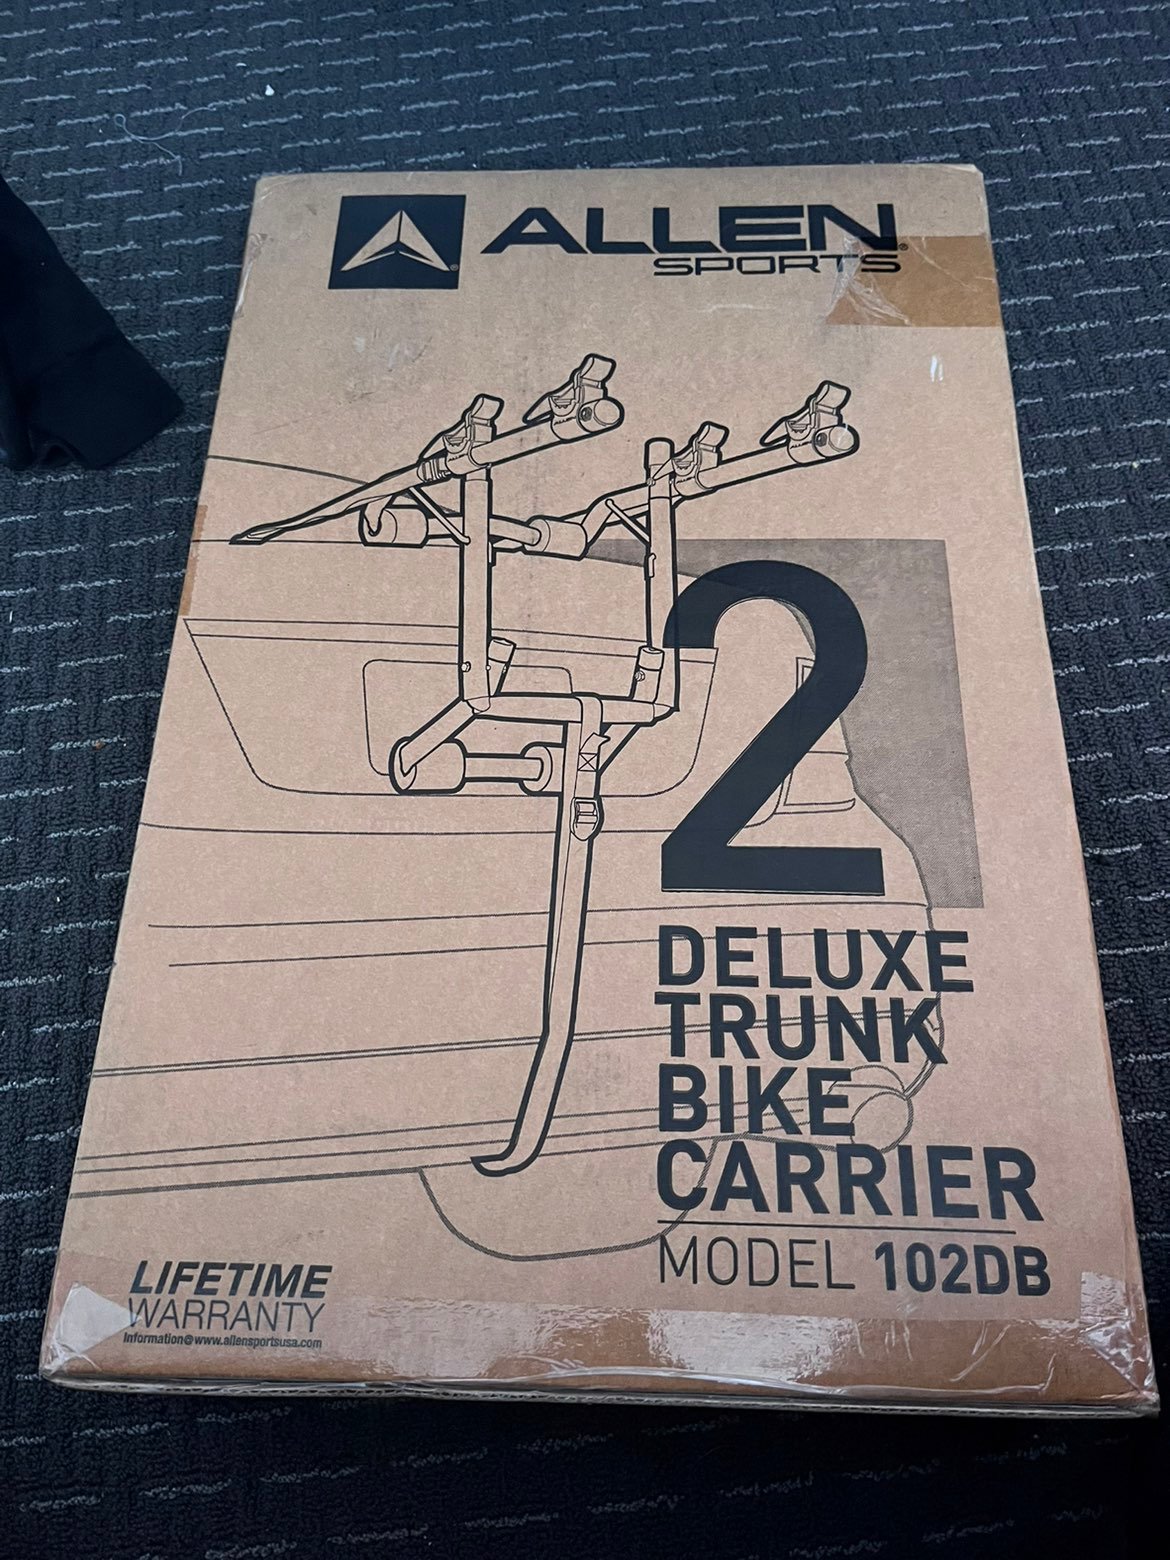 ALLEN®
SPORTS
2
DELUXE
TRUNK
BIKE
CARRIER
MODEL 102DB
LIFETIME
WARRANTY
Information@www.allensportsusa.com